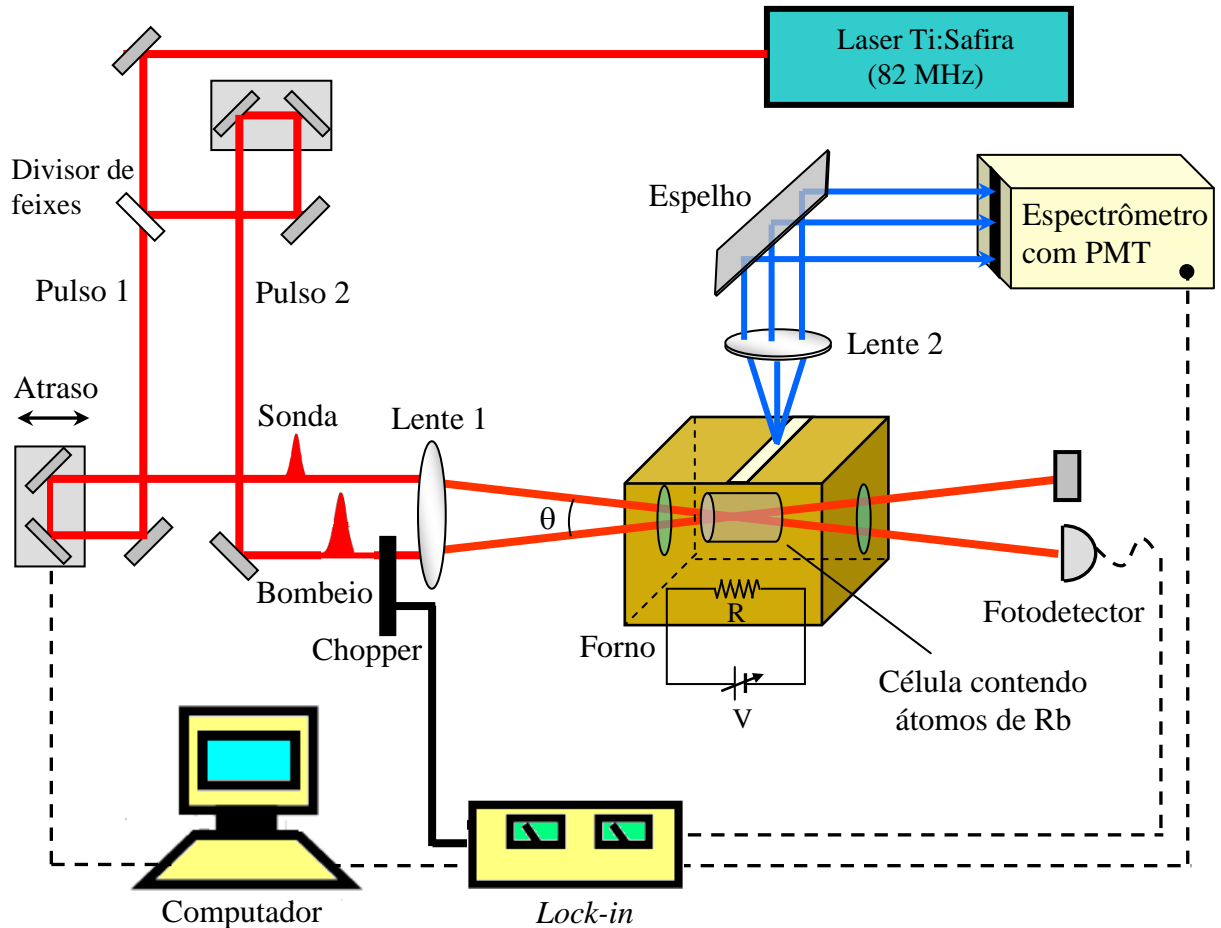 Laser Ti:Safira
(82 MHz)
Divisor de
feixes
Espelho
Espectrômetro
com PMT
Pulso 1
Pulso 2
Lente 2
Atraso
Sonda
Lente 1
θ
Bombeio
R
Fotodetector
Chopper
Forno
Célula contendo
átomos de Rb
V
Computador
Lock-in